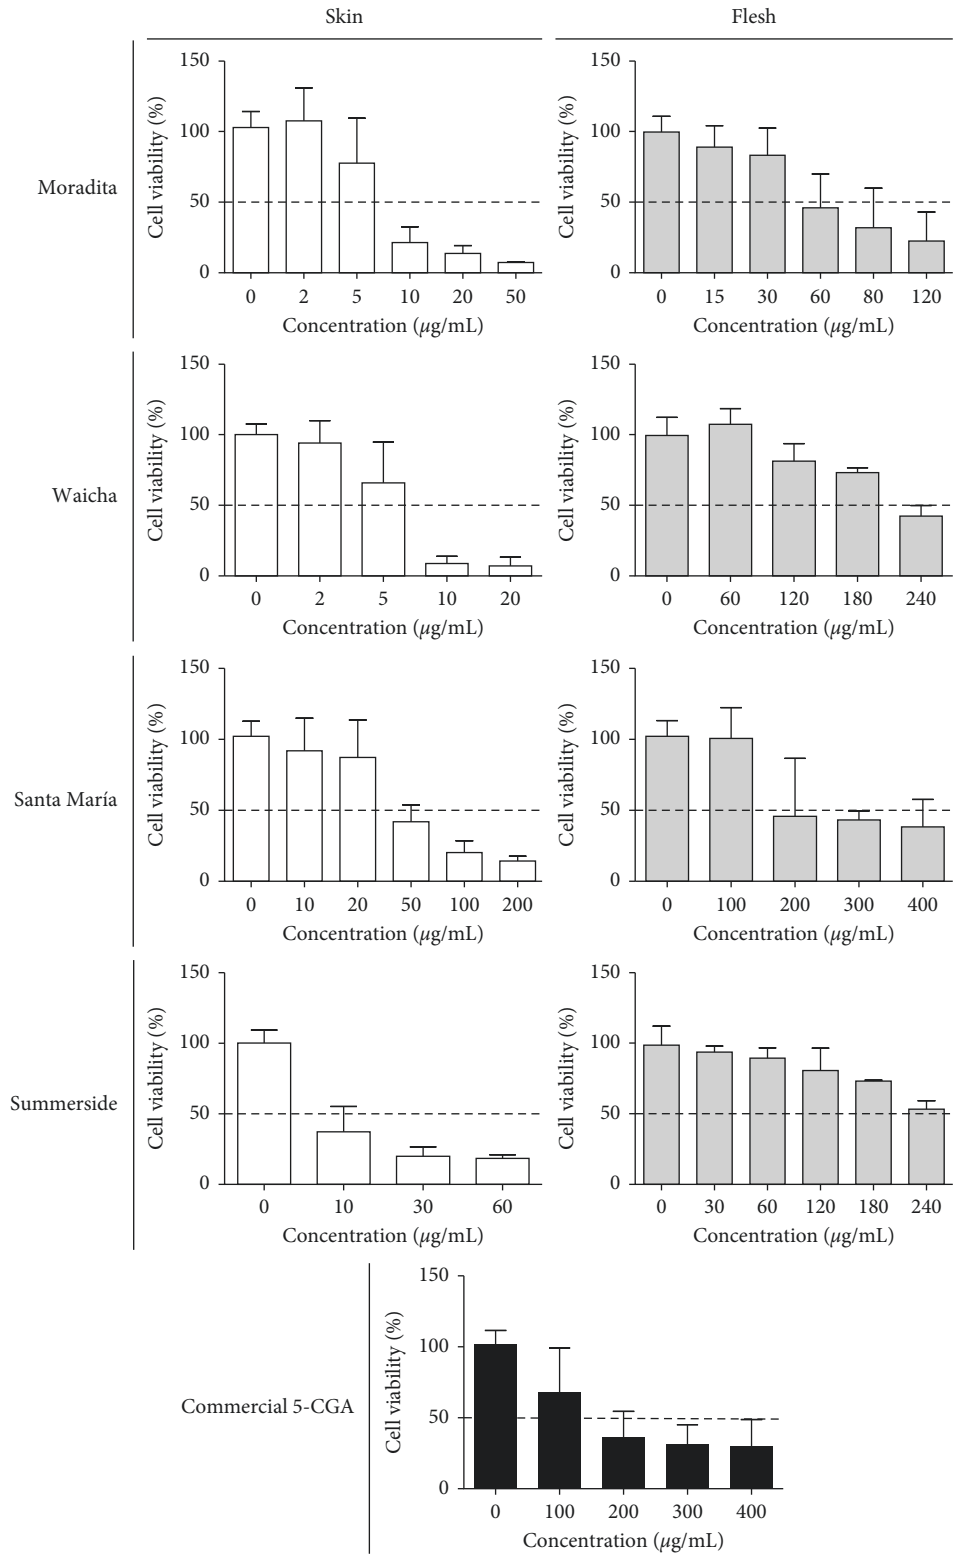 Skin
Flesh
Moradita
Cell viability (%)
150
100
50
0
0 2 5 10 20 50
Concentration (μg/mL)
Cell viability (%)
150
100
50
0
0 15 30 60 80 120
Concentration (μg/mL)
Waicha
Cell viability (%)
150
100
50
0
0 2 5 10 20
Concentration (μg/mL)
Cell viability (%)
150
100
50
0
0 60 120 180 240
Concentration (μg/mL)
Santa María
Cell viability (%)
150
100
50
0
0 10 20 50 100 200
Concentration (μg/mL)
Cell viability (%)
150
100
50
0
0 100 200 300 400
Concentration (μg/mL)
Summerside
Cell viability (%)
150
100
50
0
0 10 30 60
Concentration (μg/mL)
Cell viability (%)
150
100
50
0
0 30 60 120 180 240
Concentration (μg/mL)
Commercial 5-CGA
Cell viability (%)
150
100
50
0
0 100 200 300 400
Concentration (μg/mL)